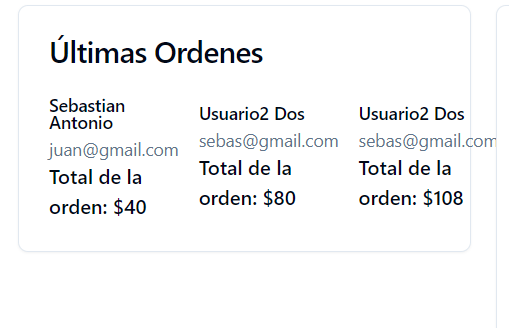 Últimas Ordenes
Sebastian
Antonio
juan@gmail.com
Total de la
orden: $40
Usuario2 Dos
sebas@gmail.com
Total de la
orden: $80
Usuario2 Dos
sebas@gmail.com
Total de la
orden: $108